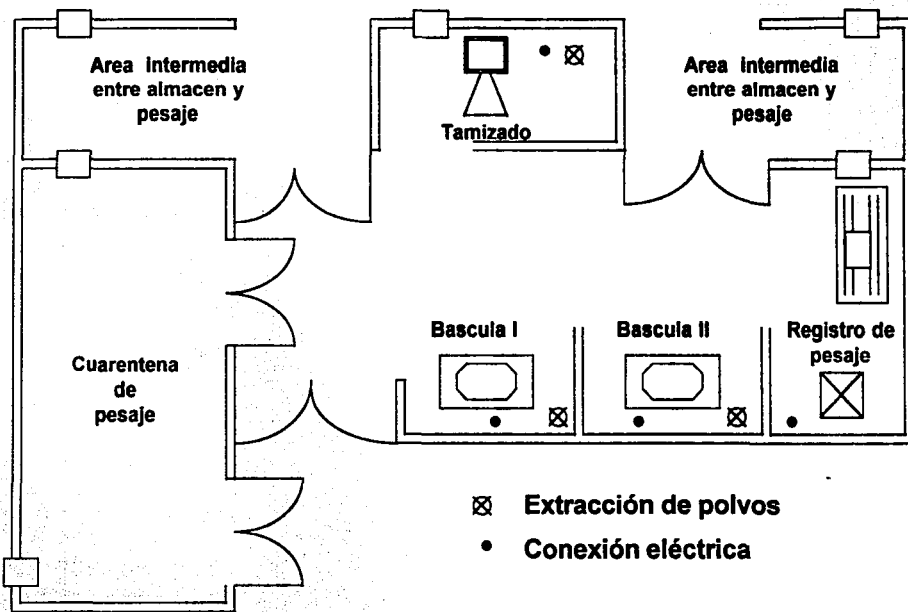 Area intermedia
entre almacen y
pesaje
Tamizado
Area intermedia
entre almacen y
pesaje
Cuarentena
de
pesaje
Bascula I
Bascula II
Registro de
pesaje
Extracción de polvos
Conexión eléctrica